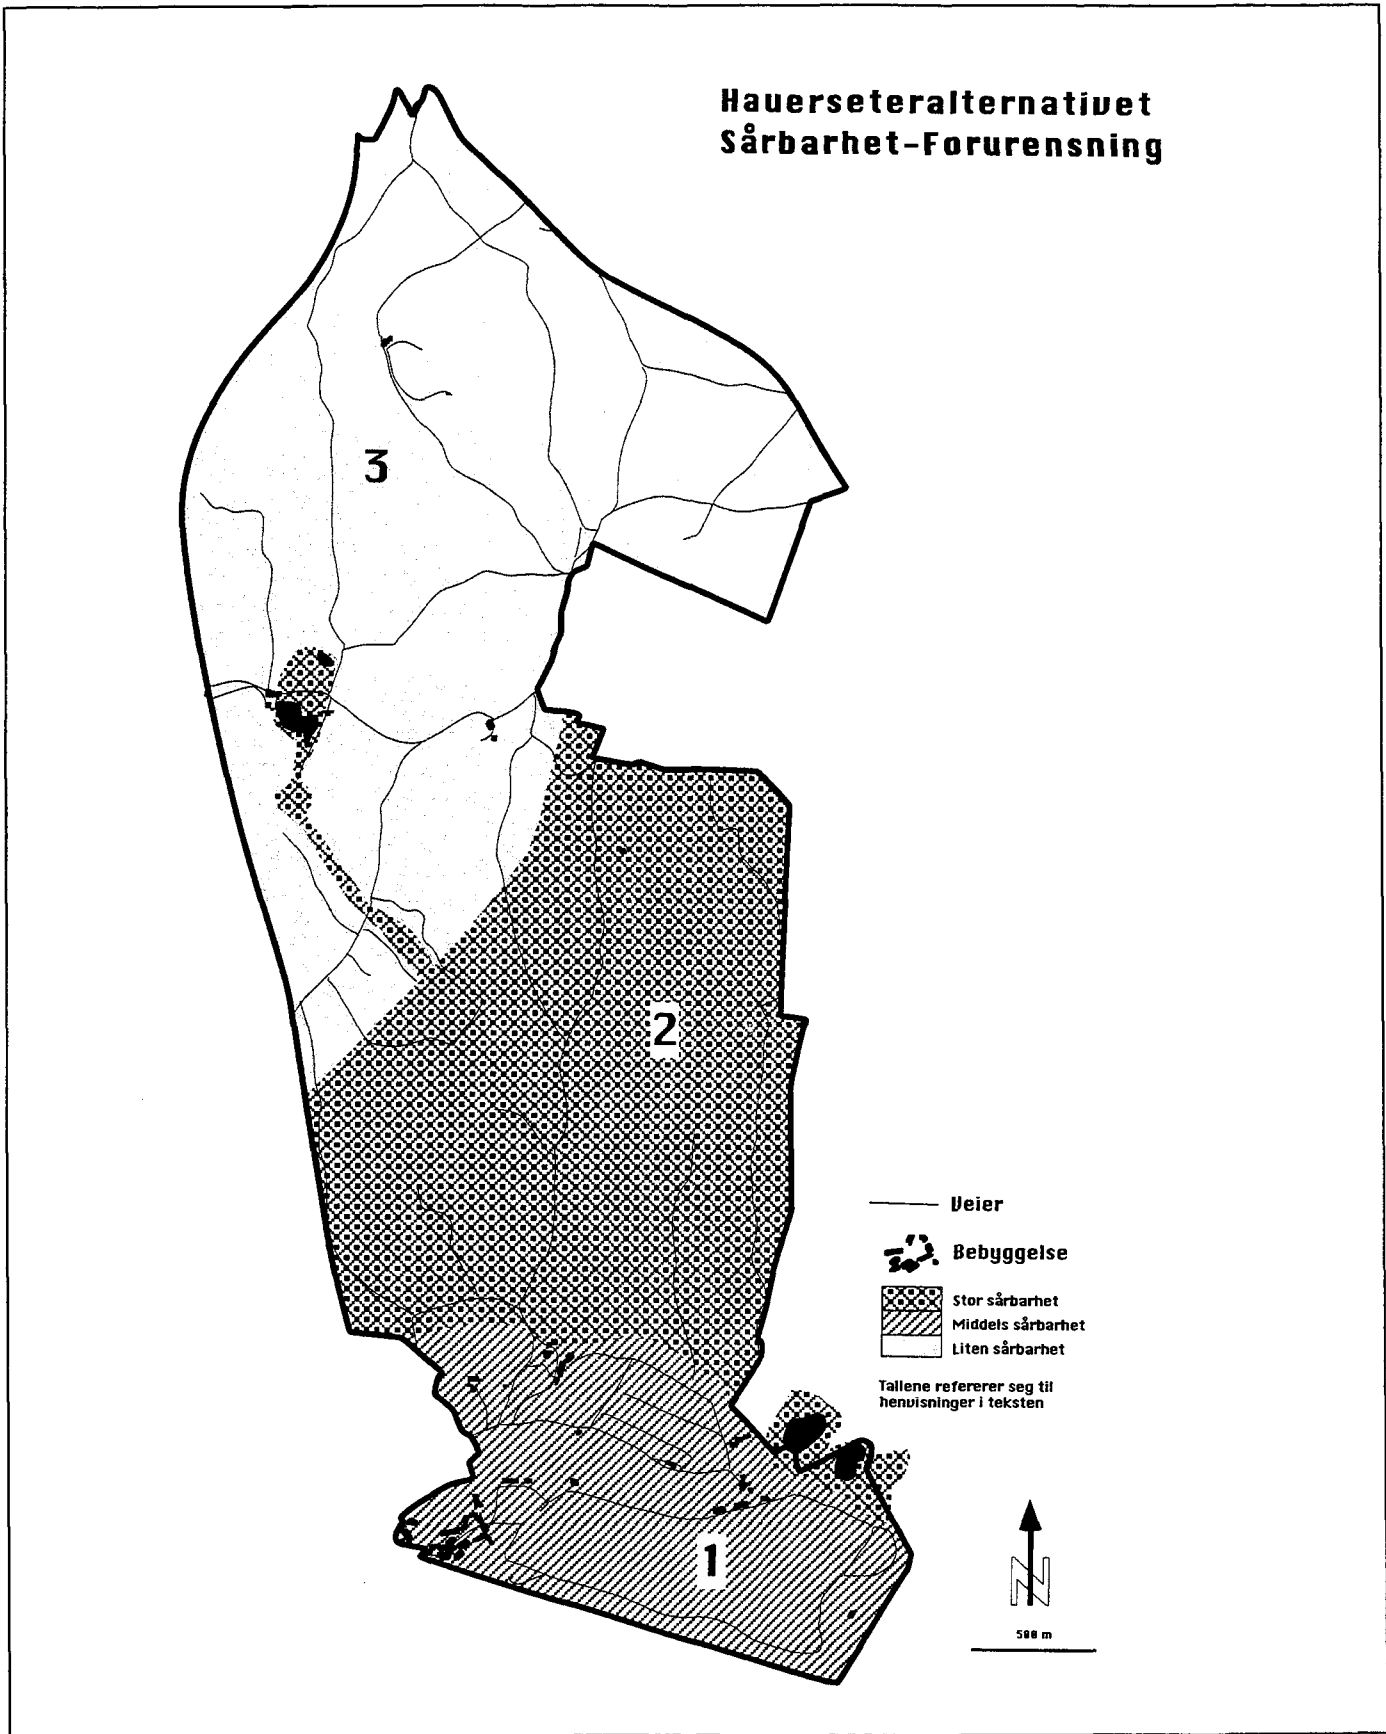 Hauerseteralternativet
Sårbarhet-Forurensning
3
2
Veier
Bebyggelse
Stor sårbarhet
Middels sårbarhet
Liten sårbarhet
Tallene refererer seg til
henvisninger i teksten
1
N
500 m